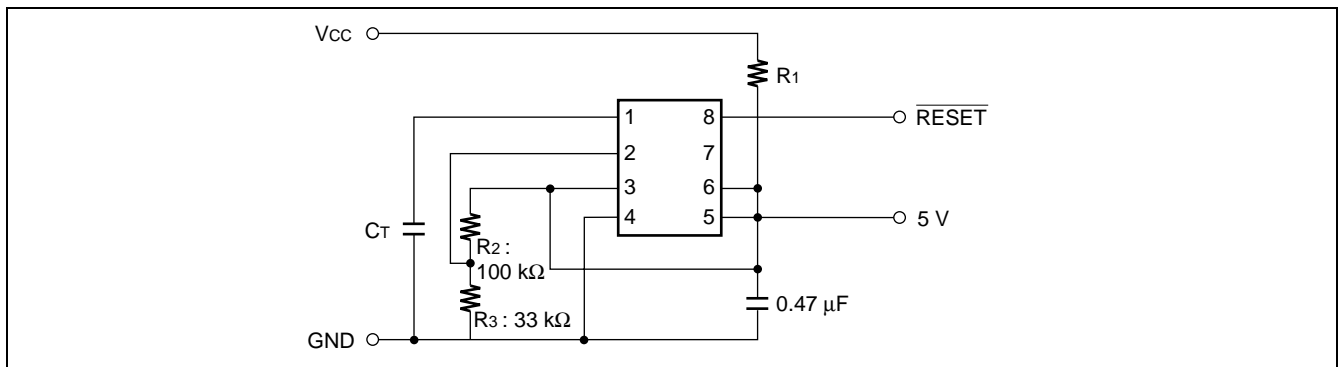 VCC
R1
1 8
RESET
2 7
3 6
4 5
5 V
CT
R2 :
100 kΩ
0.47 μF
R3 : 33 kΩ
GND